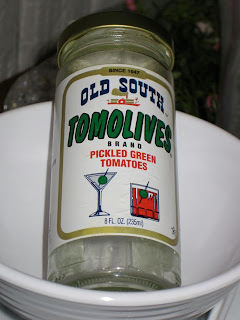 SINCE 1947
OLD SOUTH
TOMOLIVES
BRAND
PICKLED GREEN
TOMATOES
8 FL. OZ. (235ml)